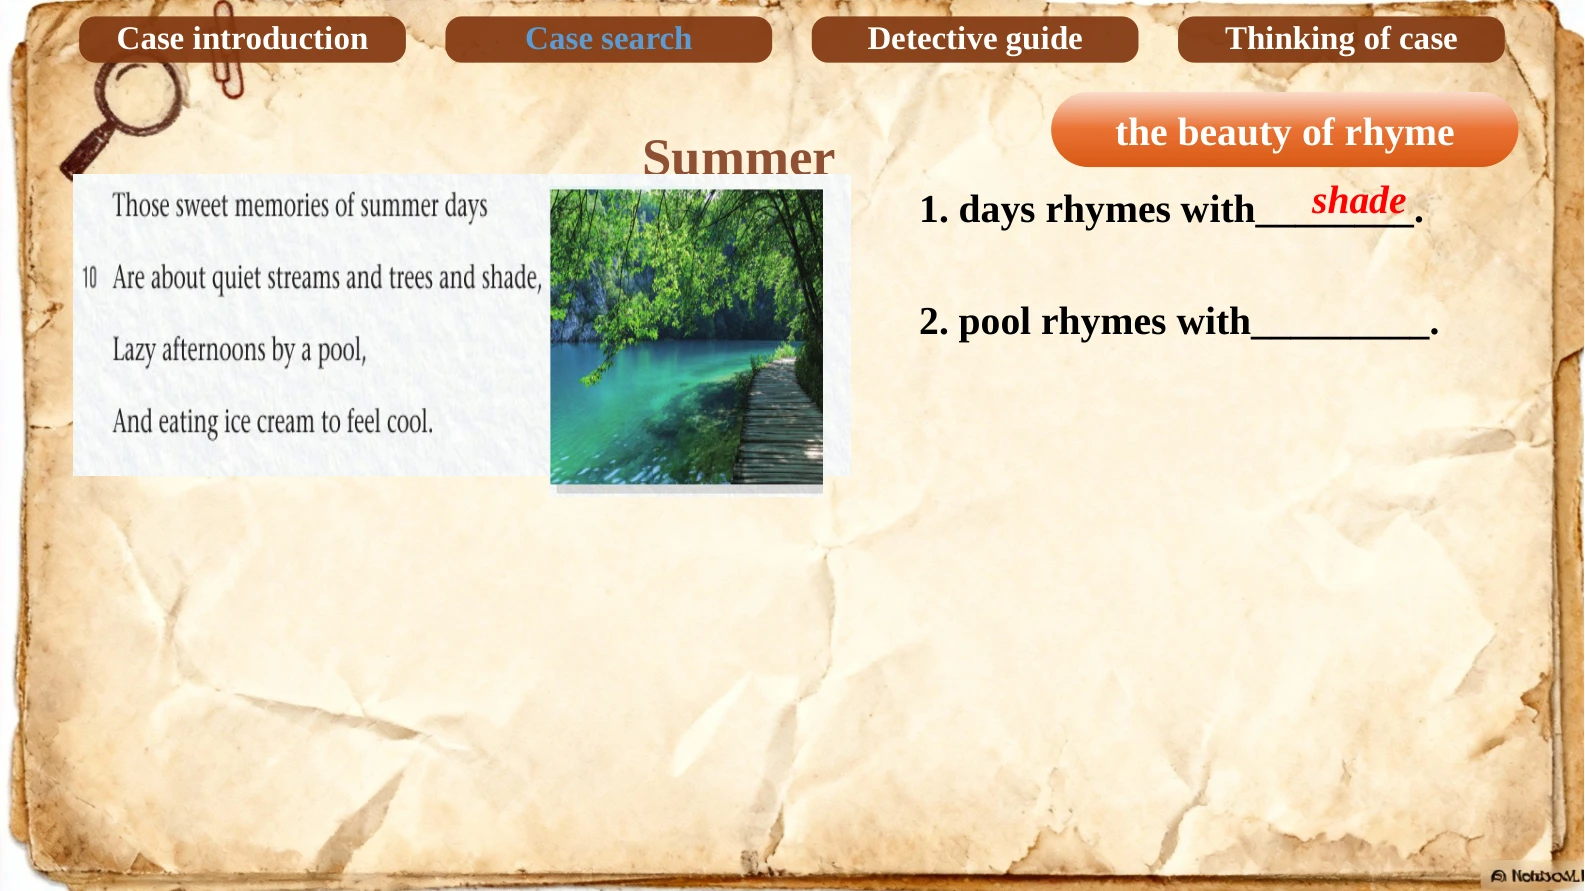 Case introduction
Case search
Detective guide
Thinking of case
the beauty of rhyme
Summer
Those sweet memories of summer days
10 Are about quiet streams and trees and shade,
Lazy afternoons by a pool,
And eating ice cream to feel cool.
1. days rhymes with________.
shade
2. pool rhymes with_________.